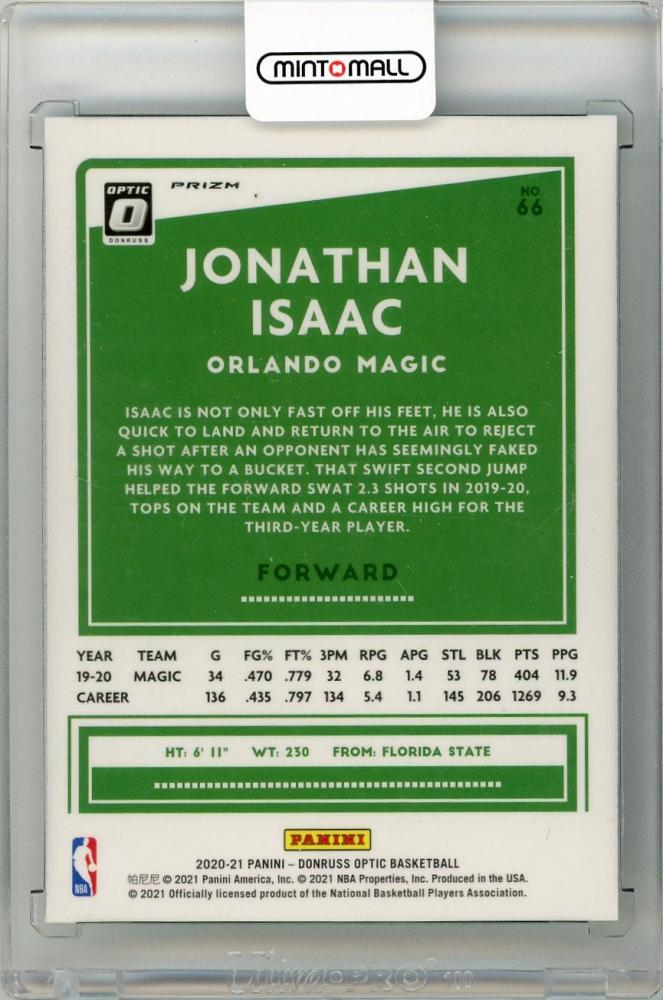 MINT MALL
OPTIC
O
DONRUSS
PRIZM
NO.
66
JONATHAN
ISAAC
ORLANDO MAGIC
ISAAC IS NOT ONLY FAST OFF HIS FEET, HE IS ALSO
QUICK TO LAND AND RETURN TO THE AIR TO REJECT
A SHOT AFTER AN OPPONENT HAS SEEMINGLY FAKED
HIS WAY TO A BUCKET. THAT SWIFT SECOND JUMP
HELPED THE FORWARD SWAT 2.3 SHOTS IN 2019-20,
TOPS ON THE TEAM AND A CAREER HIGH FOR THE
THIRD-YEAR PLAYER.
FORWARD
YEAR TEAM G FG% FT% 3PM RPG APG STL BLK PTS PPG
19-20 MAGIC 34 .470 .779 32 6.8 1.4 53 78 404 11.9
CAREER 136 .435 .797 134 5.4 1.1 145 206 1269 9.3
HT: 6' 11" WT: 230 FROM: FLORIDA STATE
PANINI
NBA
2020-21 PANINI – DONRUSS OPTIC BASKETBALL
帕尼尼 © 2021 Panini America, Inc. © 2021 NBA Properties, Inc. Produced in the USA.
© 2021 Officially licensed product of the National Basketball Players Association.
Ultra·PRO® 100